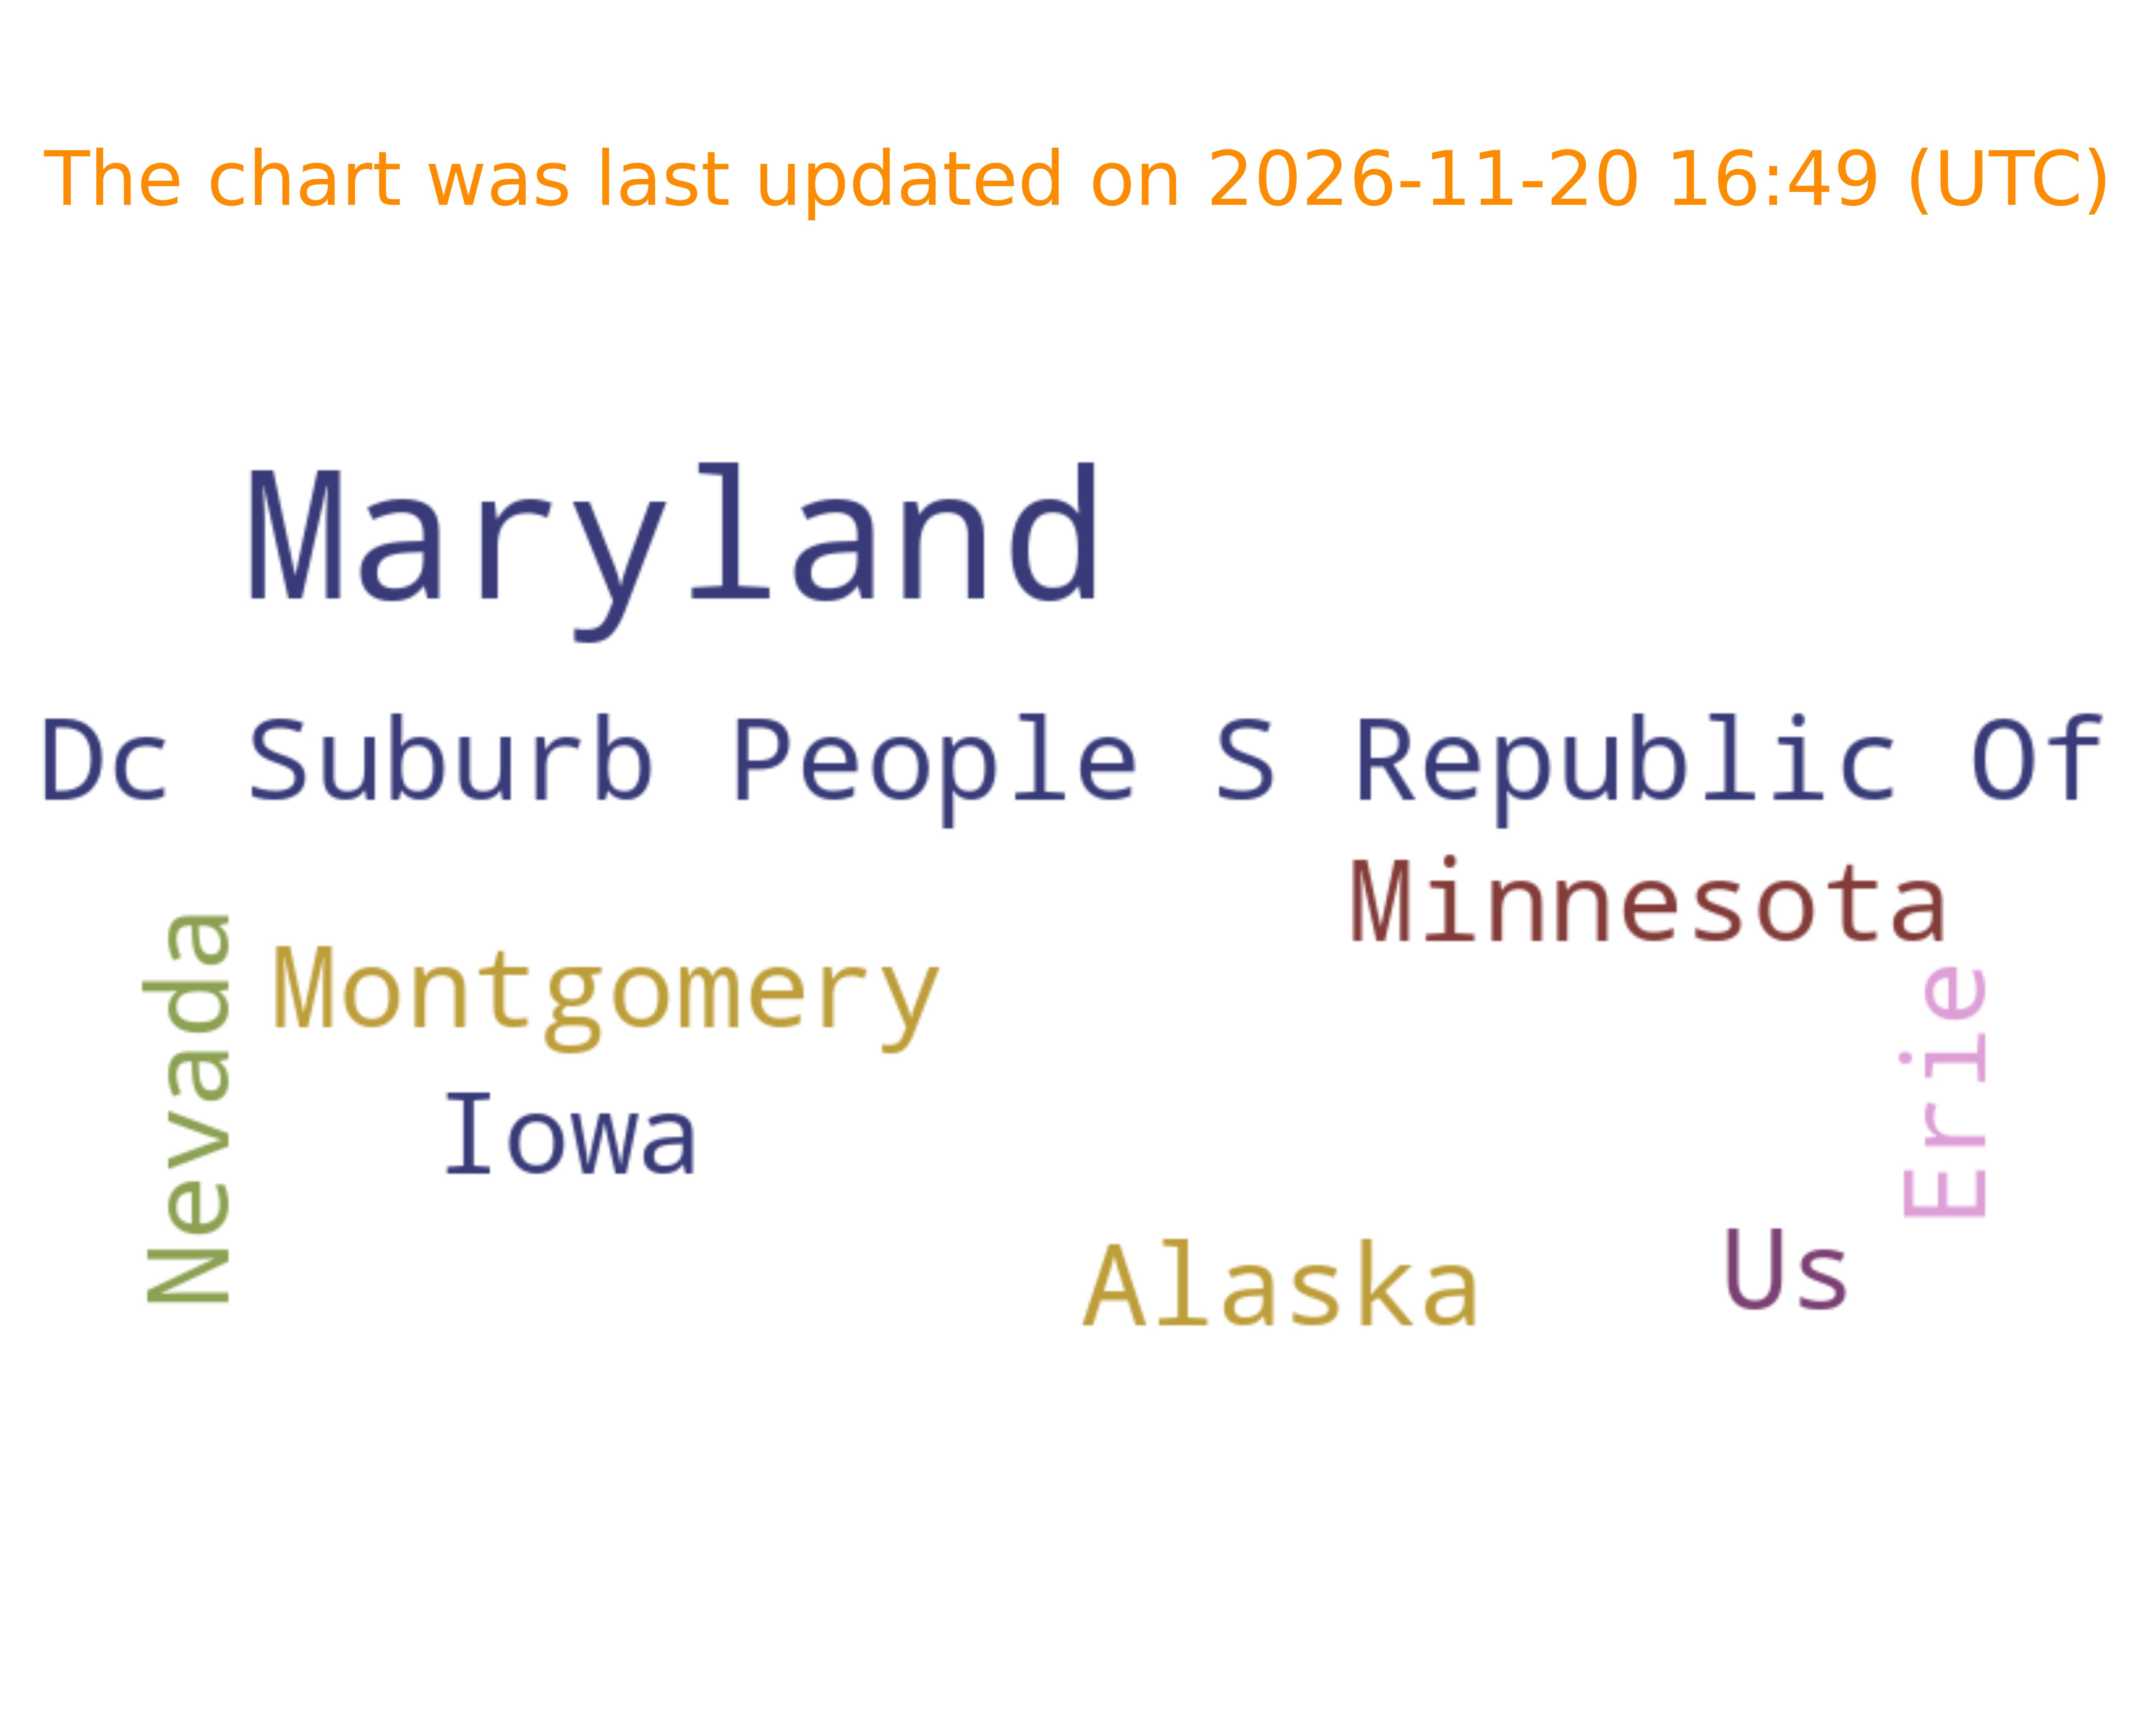 The chart was last updated on 2026-11-20 16:49 (UTC)
Maryland
Dc Suburb People S Republic Of
Minnesota
Nevada
Montgomery
Erie
Iowa
Alaska
Us